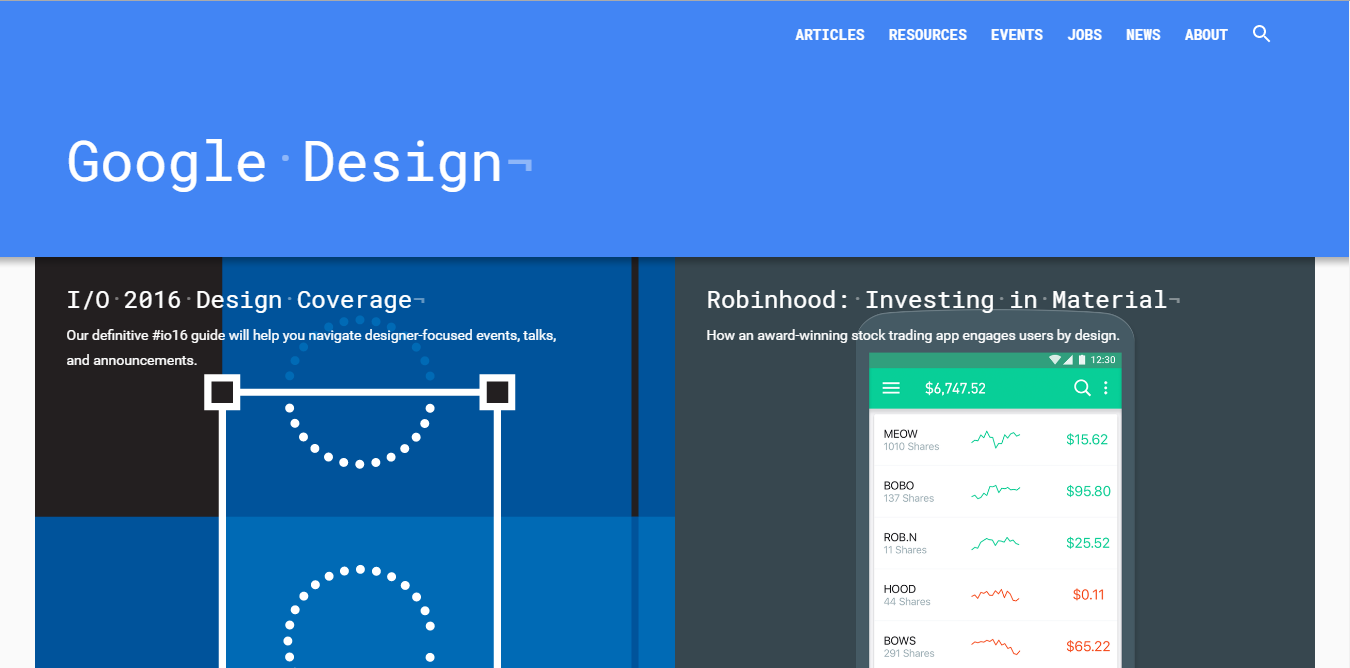 ARTICLES RESOURCES EVENTS JOBS NEWS ABOUT
Google·Design¬
I/O·2016·Design·Coverage¬
Our definitive #io16 guide will help you navigate designer-focused events, talks,
and announcements.
Robinhood:·Investing·in·Material¬
How an award-winning stock trading app engages users by design.
12:30
$6,747.52
MEOW
1010 Shares
$15.62
BOBO
137 Shares
$95.80
ROB.N
11 Shares
$25.52
HOOD
44 Shares
$0.11
BOWS
291 Shares
$65.22